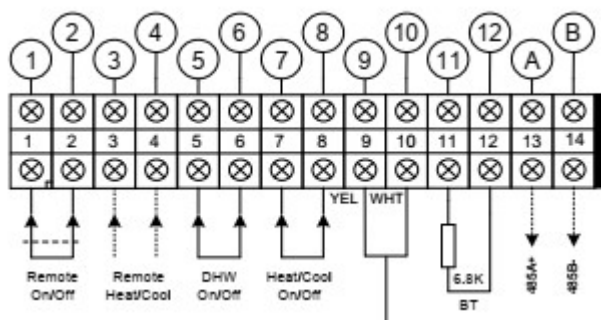 1 2 3 4 5 6 7 8 9 10 11 12 A B
1 2 3 4 5 6 7 8 9 10 11 12 13 14
YEL WHT
Remote
On/Off
Remote
Heat/Cool
DHW
On/Off
Heat/Cool
On/Off
6.8K
BT
485A+
485B-